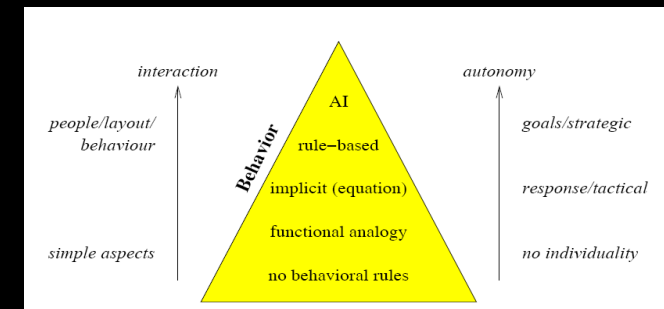 interaction
people/layout/
behaviour
simple aspects
Behavior
AI
rule-based
implicit (equation)
functional analogy
no behavioral rules
autonomy
goals/strategic
response/tactical
no individuality